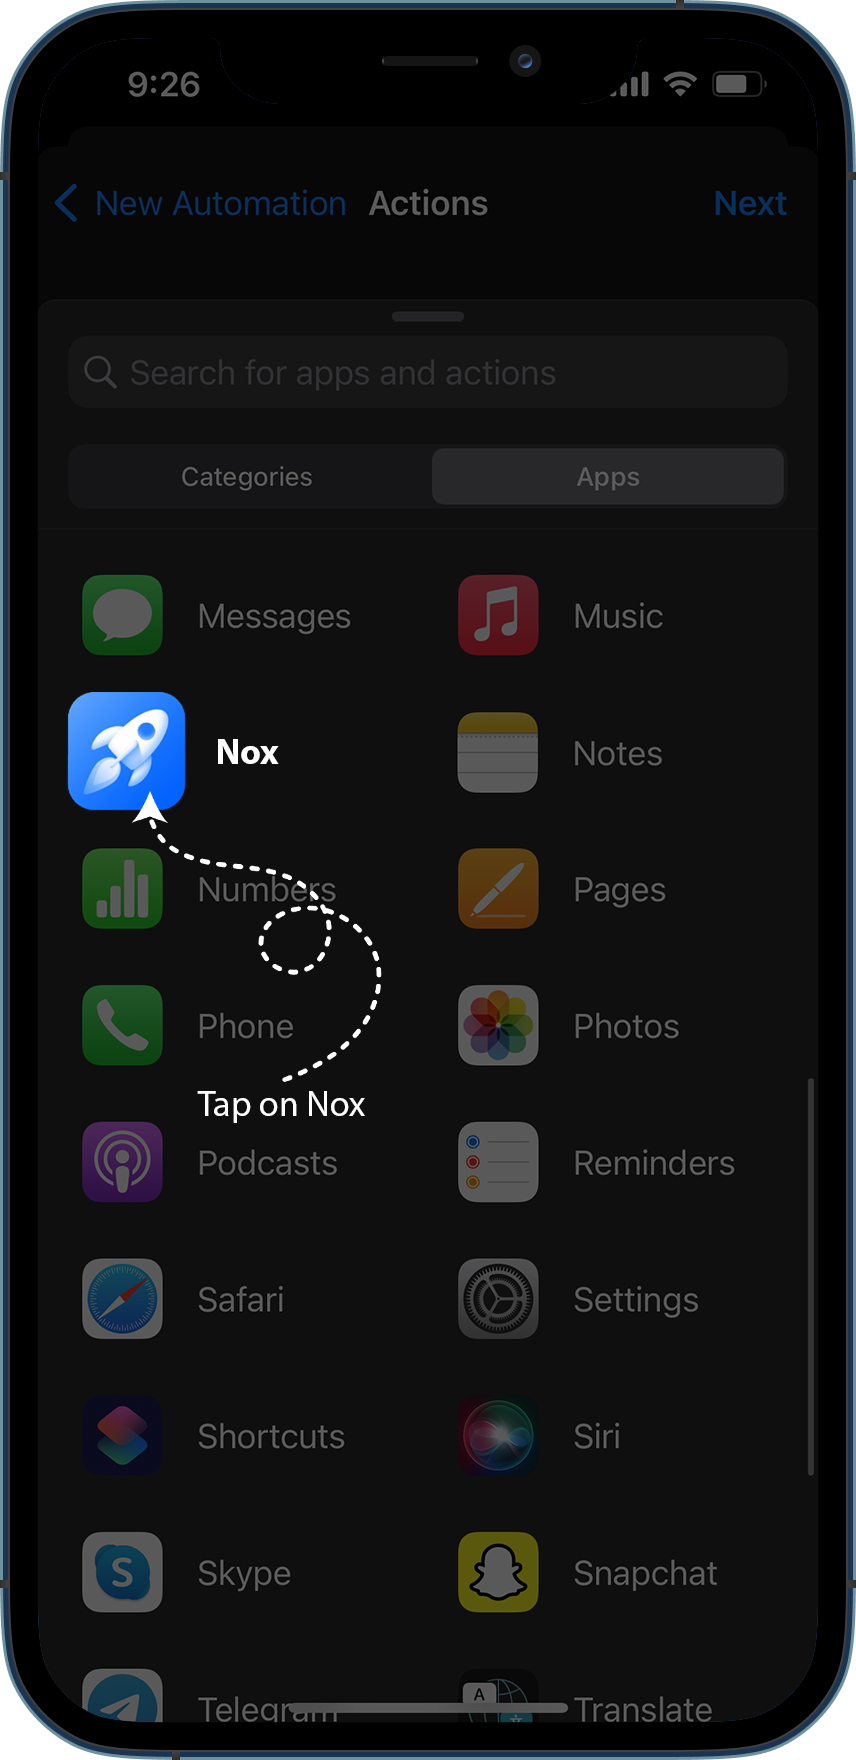 9:26
New Automation Actions Next
Search for apps and actions
Categories Apps
Messages Music
Nox Notes
Numbers Pages
Phone Photos
Tap on Nox
Podcasts Reminders
Safari Settings
Shortcuts Siri
S
Skype Snapchat
A
Telegram Translate